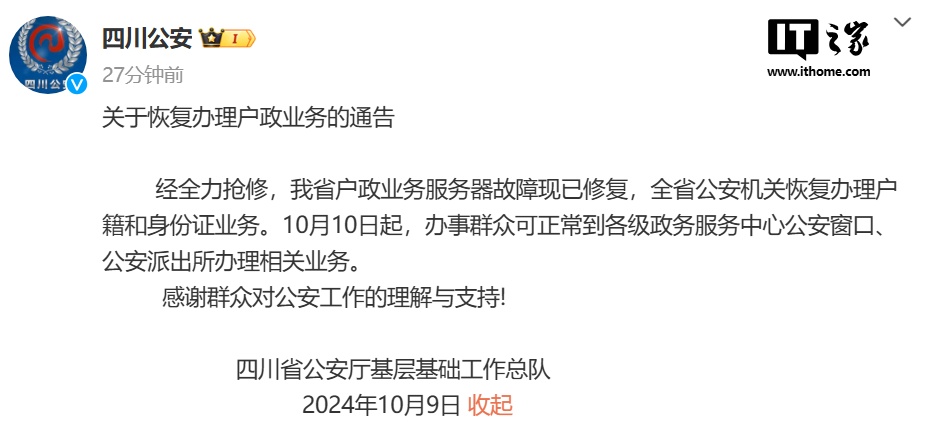 四川公安 I
27分钟前
IT之家
www.ithome.com
四川公安
关于恢复办理户政业务的通告
经全力抢修，我省户政业务服务器故障现已修复，全省公安机关恢复办理户
籍和身份证业务。10月10日起，办事群众可正常到各级政务服务中心公安窗口、
公安派出所办理相关业务。
感谢群众对公安工作的理解与支持!
四川省公安厅基层基础工作总队
2024年10月9日 收起